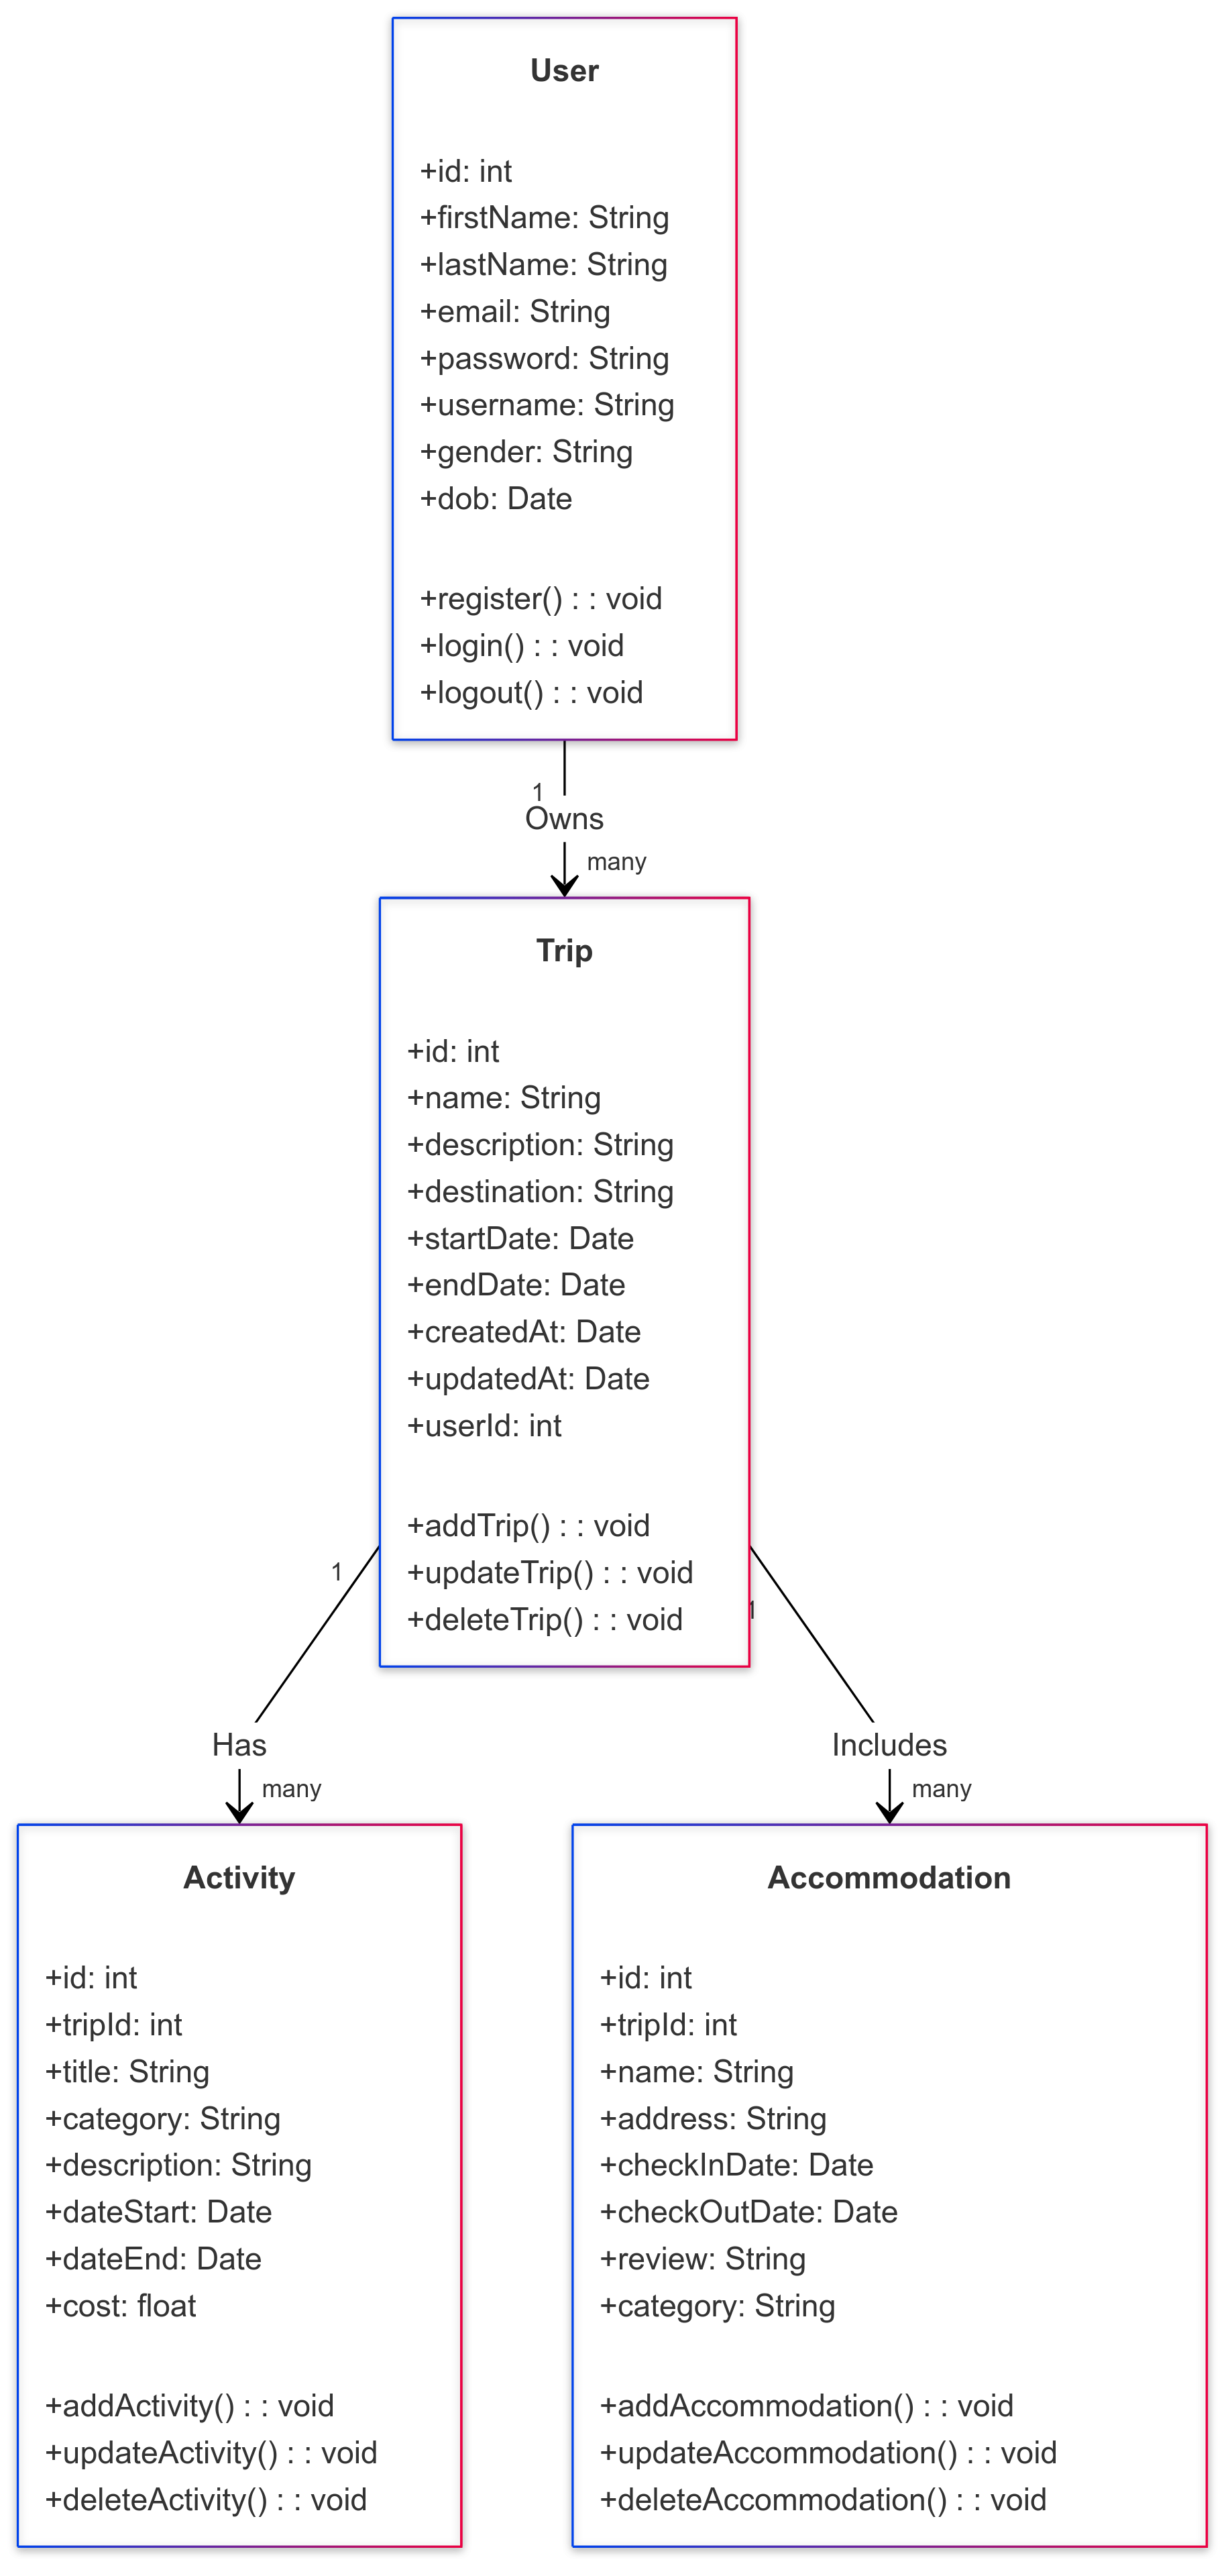 User
+id: int
+firstName: String
+lastName: String
+email: String
+password: String
+username: String
+gender: String
+dob: Date
+register() : : void
+login() : : void
+logout() : : void
1
Owns
many
Trip
+id: int
+name: String
+description: String
+destination: String
+startDate: Date
+endDate: Date
+createdAt: Date
+updatedAt: Date
+userId: int
+addTrip() : : void
+updateTrip() : : void
+deleteTrip() : : void
1
1
Has
many
Includes
many
Activity
+id: int
+tripId: int
+title: String
+category: String
+description: String
+dateStart: Date
+dateEnd: Date
+cost: float
+addActivity() : : void
+updateActivity() : : void
+deleteActivity() : : void
Accommodation
+id: int
+tripId: int
+name: String
+address: String
+checkInDate: Date
+checkOutDate: Date
+review: String
+category: String
+addAccommodation() : : void
+updateAccommodation() : : void
+deleteAccommodation() : : void